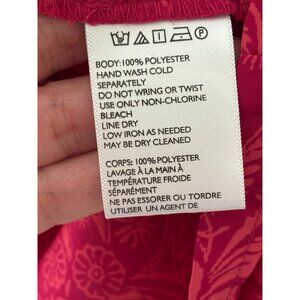 BODY:100% POLYESTER
HAND WASH COLD
SEPARATELY
DO NOT WRING OR TWIST
USE ONLY NON-CHLORINE
BLEACH
LINE DRY
LOW IRON AS NEEDED
MAY BE DRY CLEANED
CORPS: 100% POLYESTER
LAVAGE À LA MAIN À
TEMPÉRATURE FROIDE
SÉPARÉMENT
NE PAS ESSORER OU TORDRE
UTILISER UN AGENT DE